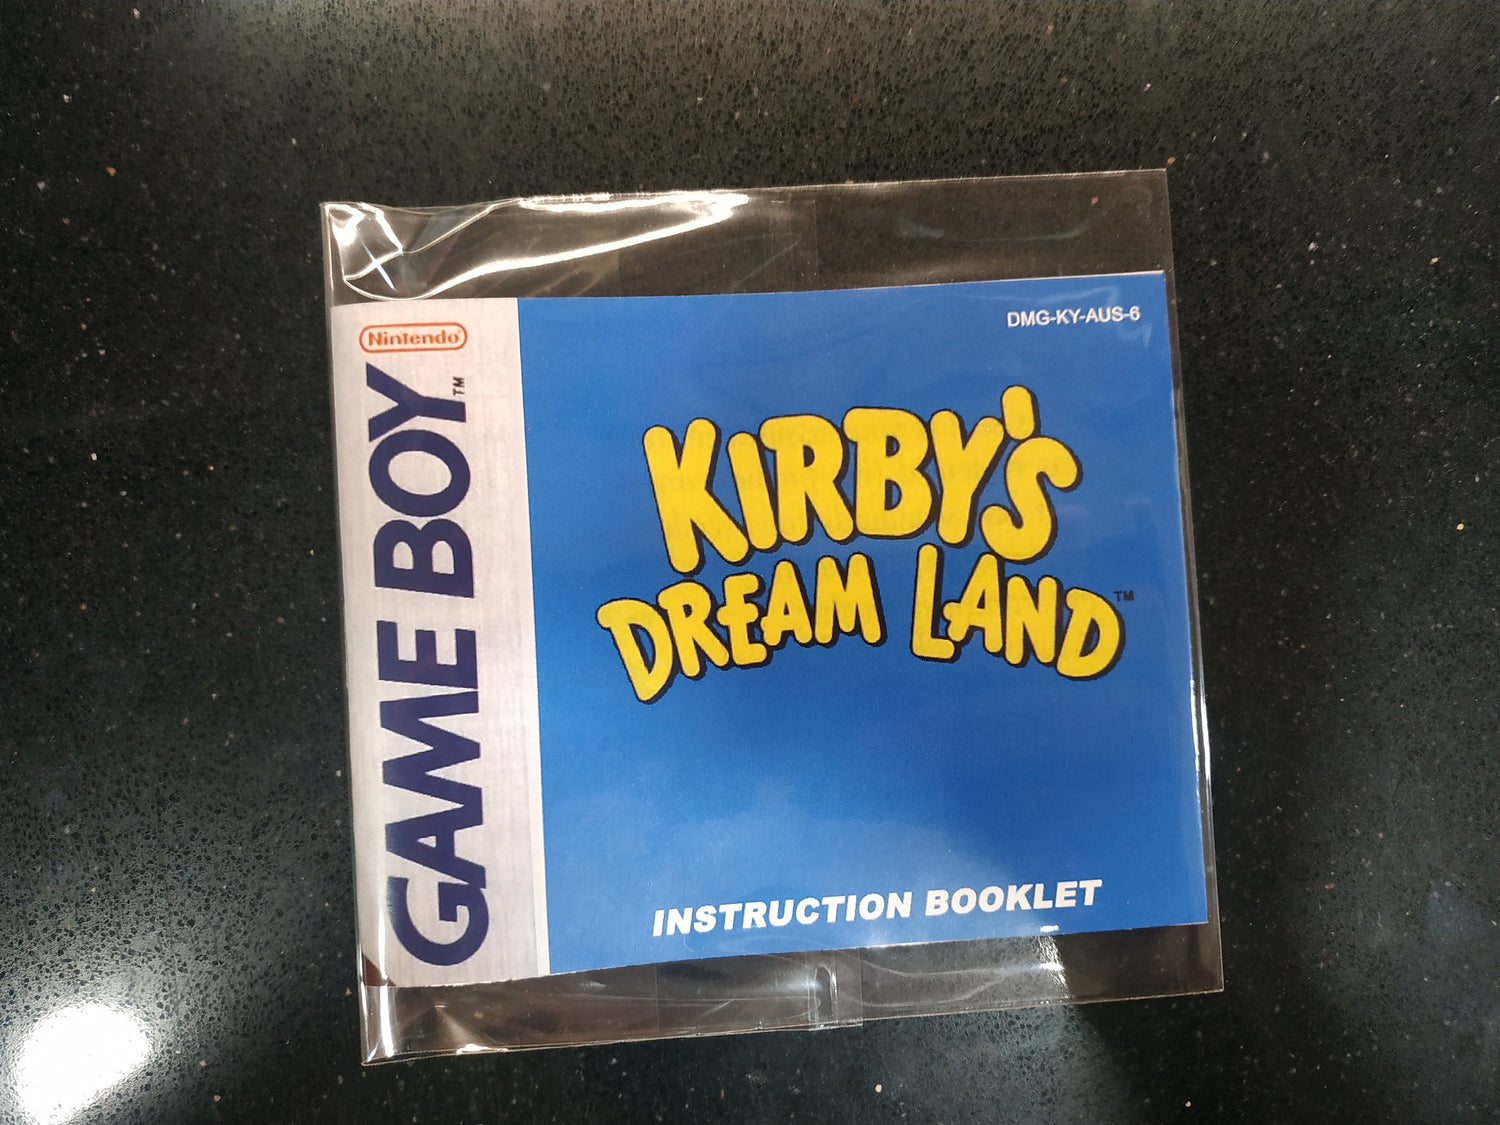 Nintendo
GAME BOY™
DMG-KY-AUS-6
KIRBY'S
DREAM LAND™
INSTRUCTION BOOKLET